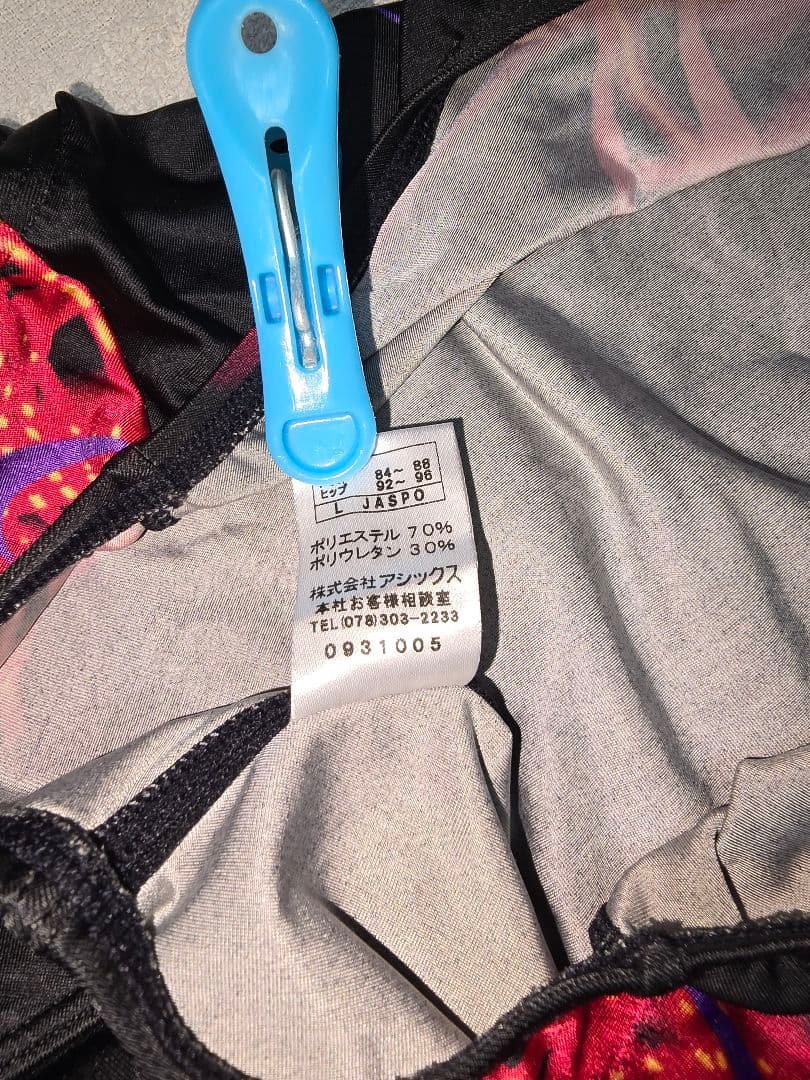 84~ 88
ヒップ 92~ 96
L JASPO
ポリエステル 70%
ポリウレタン 30%
株式会社アシックス
本社お客様相談室
TEL(078)303-2233
0931005